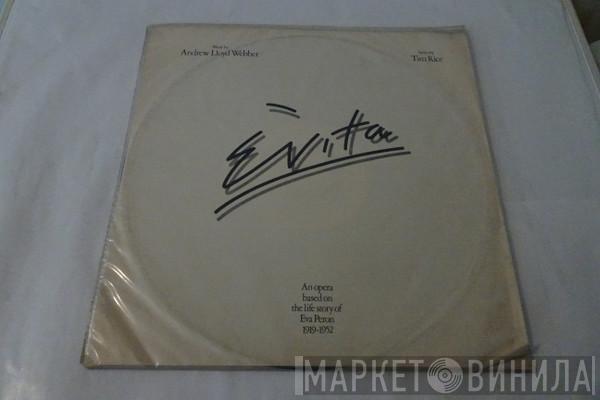 Music by
Andrew Lloyd Webber
Lyrics by
Tim Rice
Evita
An opera
based on
the life story of
Eva Peron
1919-1952
МАРКЕТ ВИНИЛА